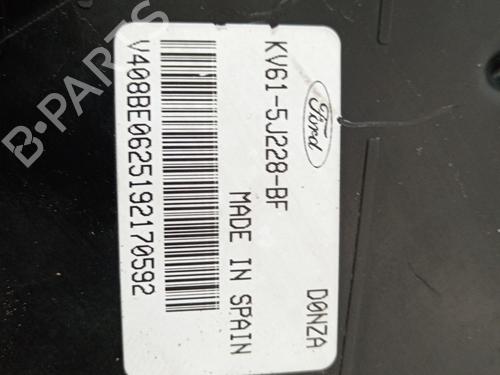 Ford
KV61-5J228-BF
D0NZA
MADE IN SPAIN
V408BE0625192170592
B-PARTS